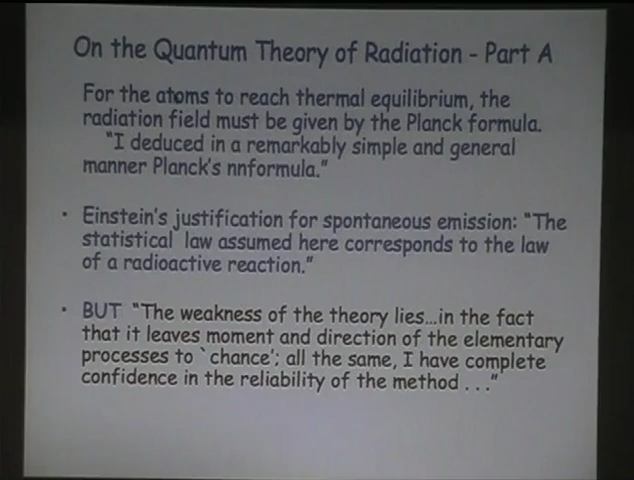 On the Quantum Theory of Radiation - Part A
For the atoms to reach thermal equilibrium, the
radiation field must be given by the Planck formula.
"I deduced in a remarkably simple and general
manner Planck's nnformula."
• Einstein's justification for spontaneous emission: "The
statistical law assumed here corresponds to the law
of a radioactive reaction."
• BUT "The weakness of the theory lies…in the fact
that it leaves moment and direction of the elementary
processes to `chance'; all the same, I have complete
confidence in the reliability of the method . . ."